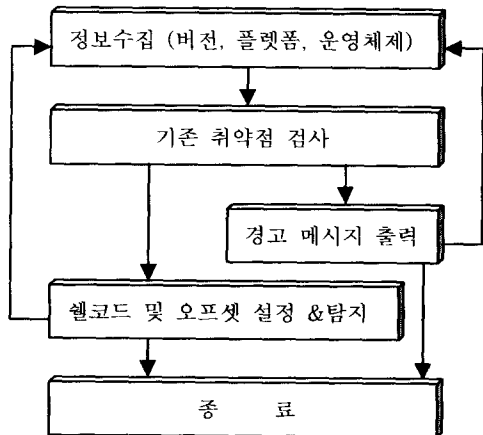 정보수집 (버전, 플렛폼, 운영체제)
기존 취약점 검사
경고 메시지 출력
쉘코드 및 오프셋 설정 &탐지
종 료